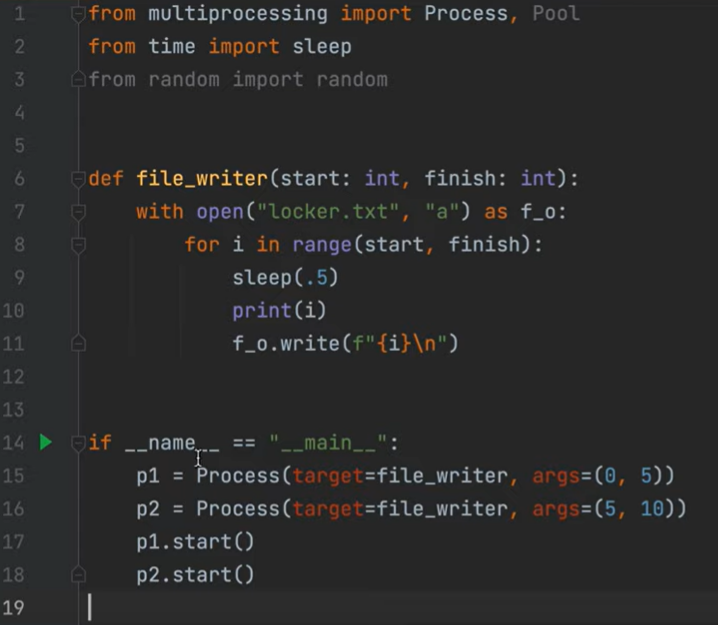 1 from multiprocessing import Process, Pool
2 from time import sleep
3 from random import random
4
5
6 def file_writer(start: int, finish: int):
7     with open("locker.txt", "a") as f_o:
8         for i in range(start, finish):
9             sleep(.5)
10             print(i)
11             f_o.write(f"{i}\n")
12
13
14 if __name__ == "__main__":
15     p1 = Process(target=file_writer, args=(0, 5))
16     p2 = Process(target=file_writer, args=(5, 10))
17     p1.start()
18     p2.start()
19